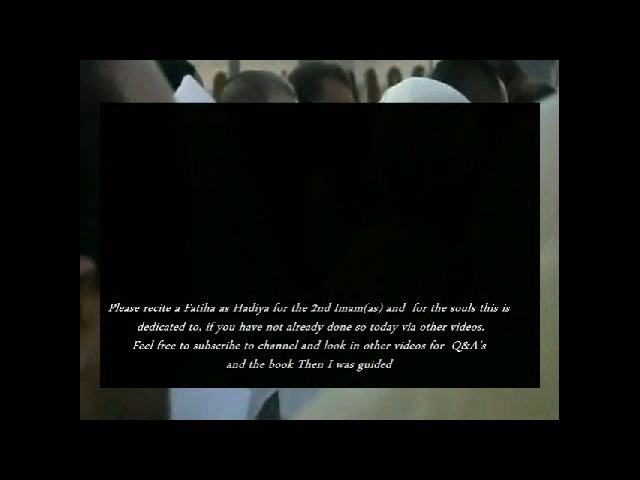 Please recite a Fatiha as Hadiya for the 2nd Imam(as) and for the souls this is
dedicated to, if you have not already done so today via other videos.
Feel free to subscribe to channel and look in other videos for Q&A's
and the book Then I was guided